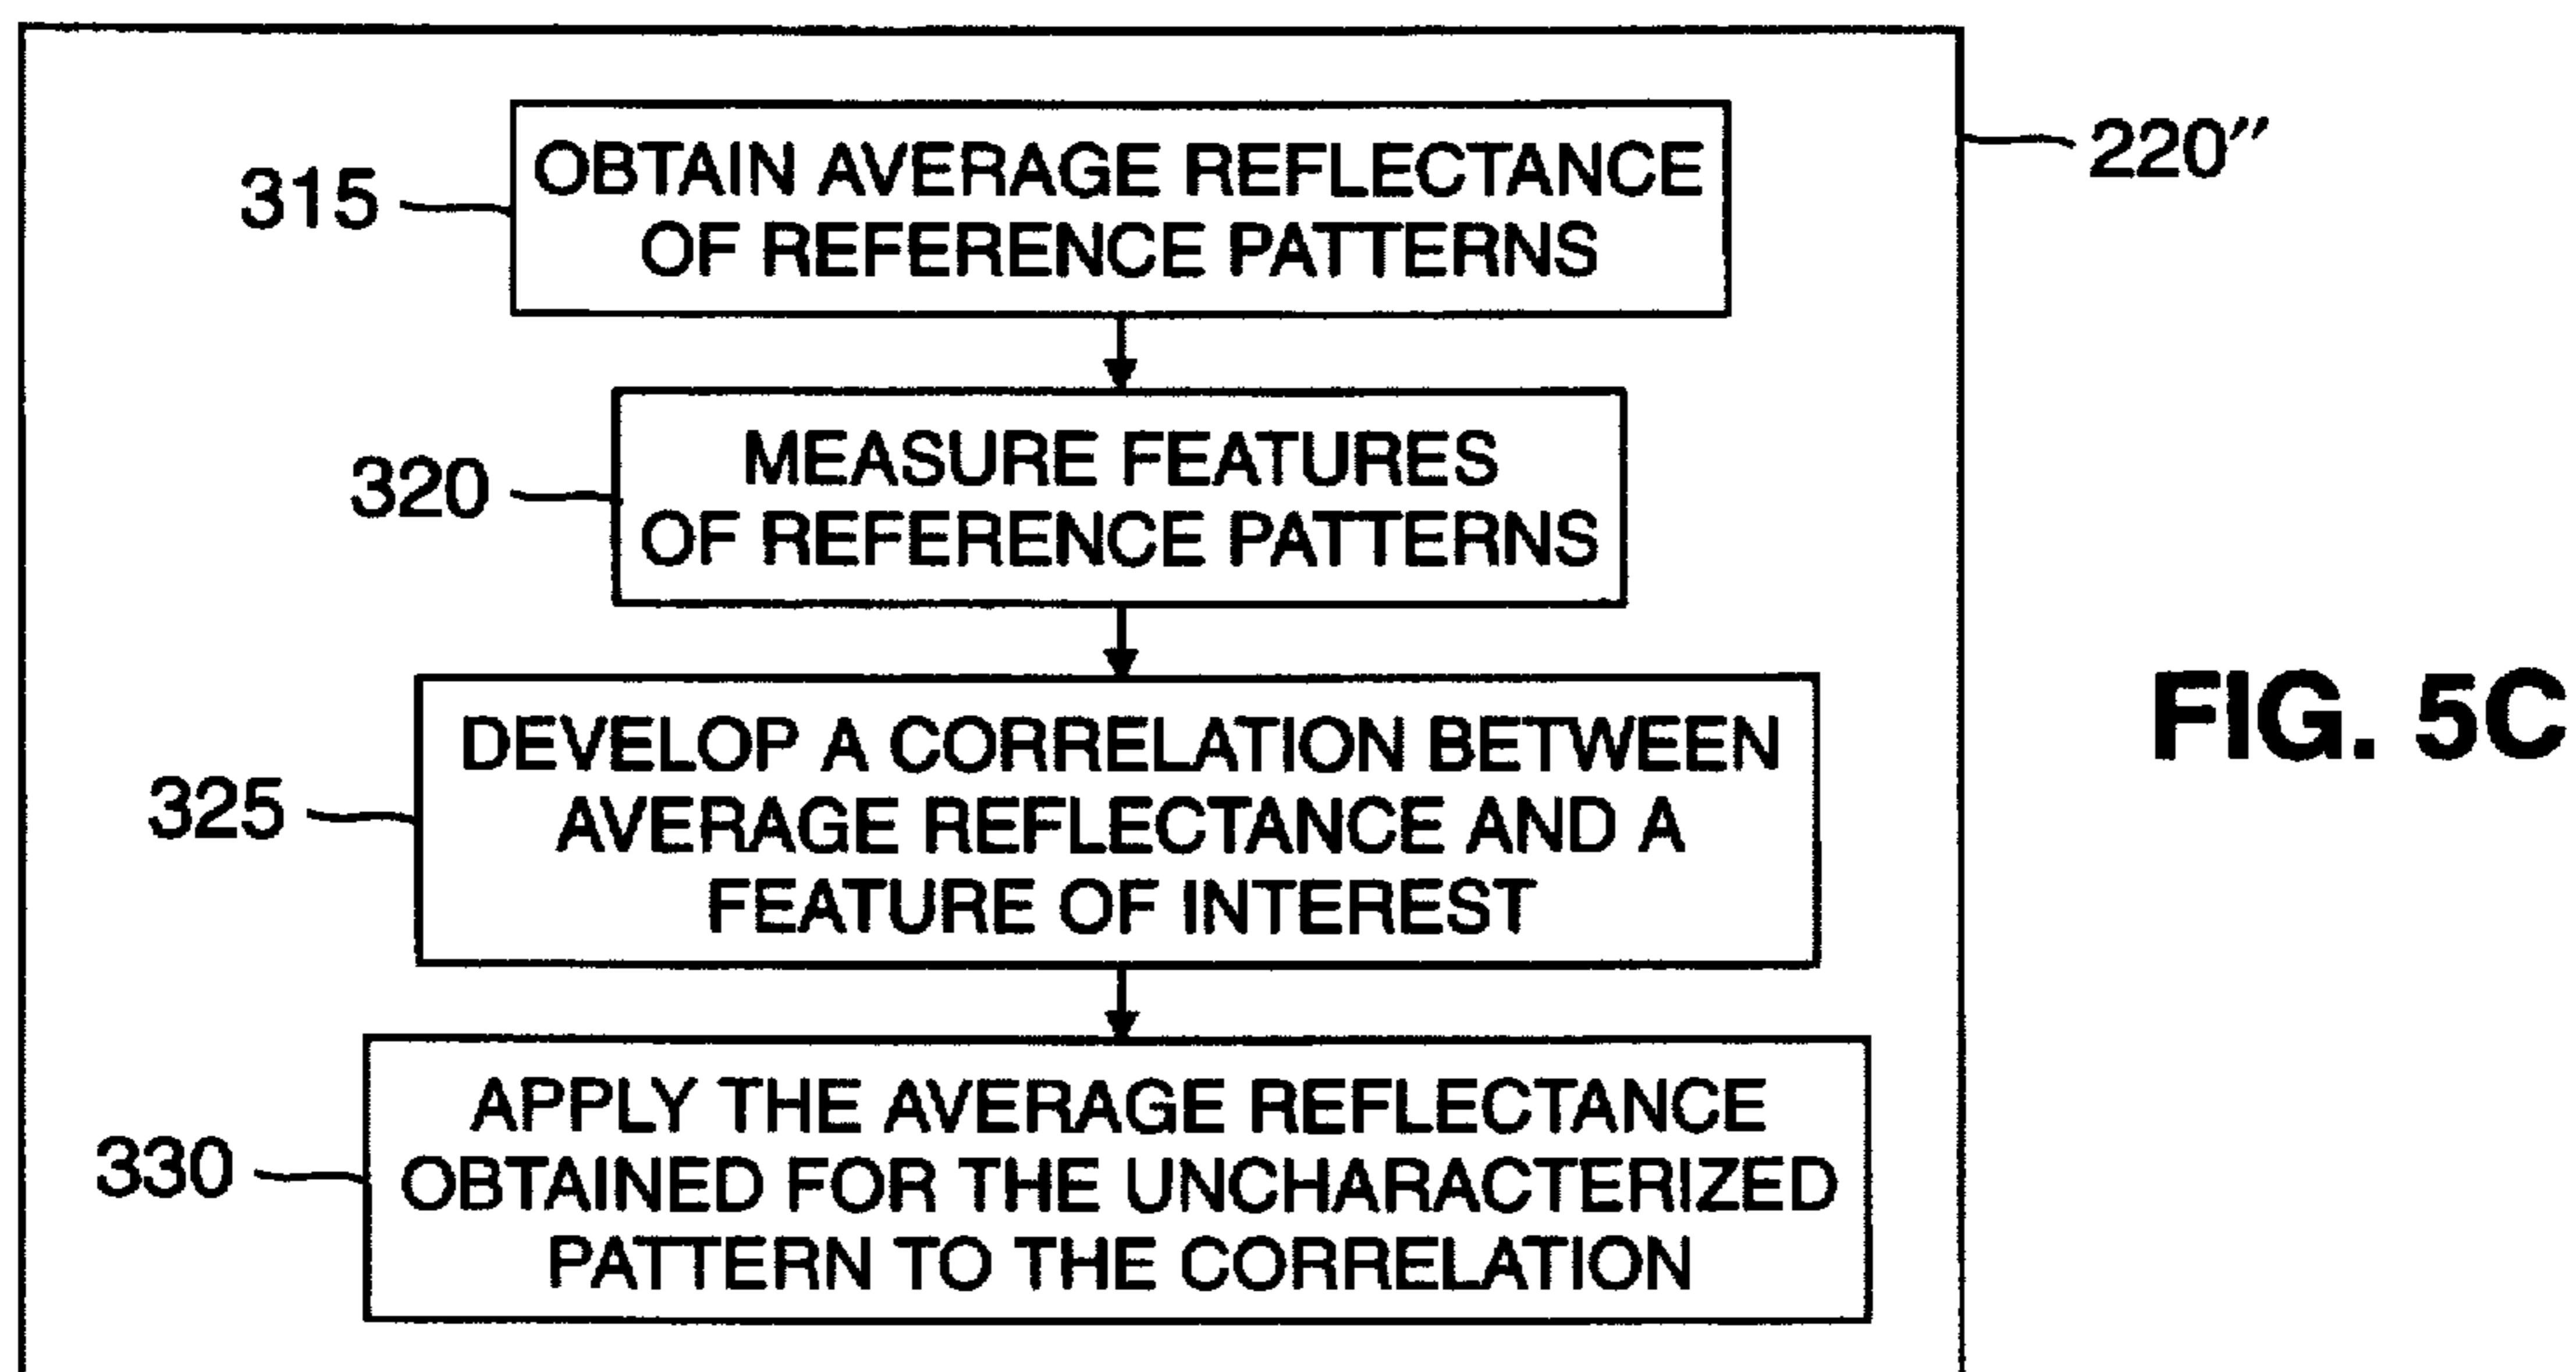 220″
315
OBTAIN AVERAGE REFLECTANCE
OF REFERENCE PATTERNS
320
MEASURE FEATURES
OF REFERENCE PATTERNS
325
DEVELOP A CORRELATION BETWEEN
AVERAGE REFLECTANCE AND A
FEATURE OF INTEREST
330
APPLY THE AVERAGE REFLECTANCE
OBTAINED FOR THE UNCHARACTERIZED
PATTERN TO THE CORRELATION
FIG. 5C